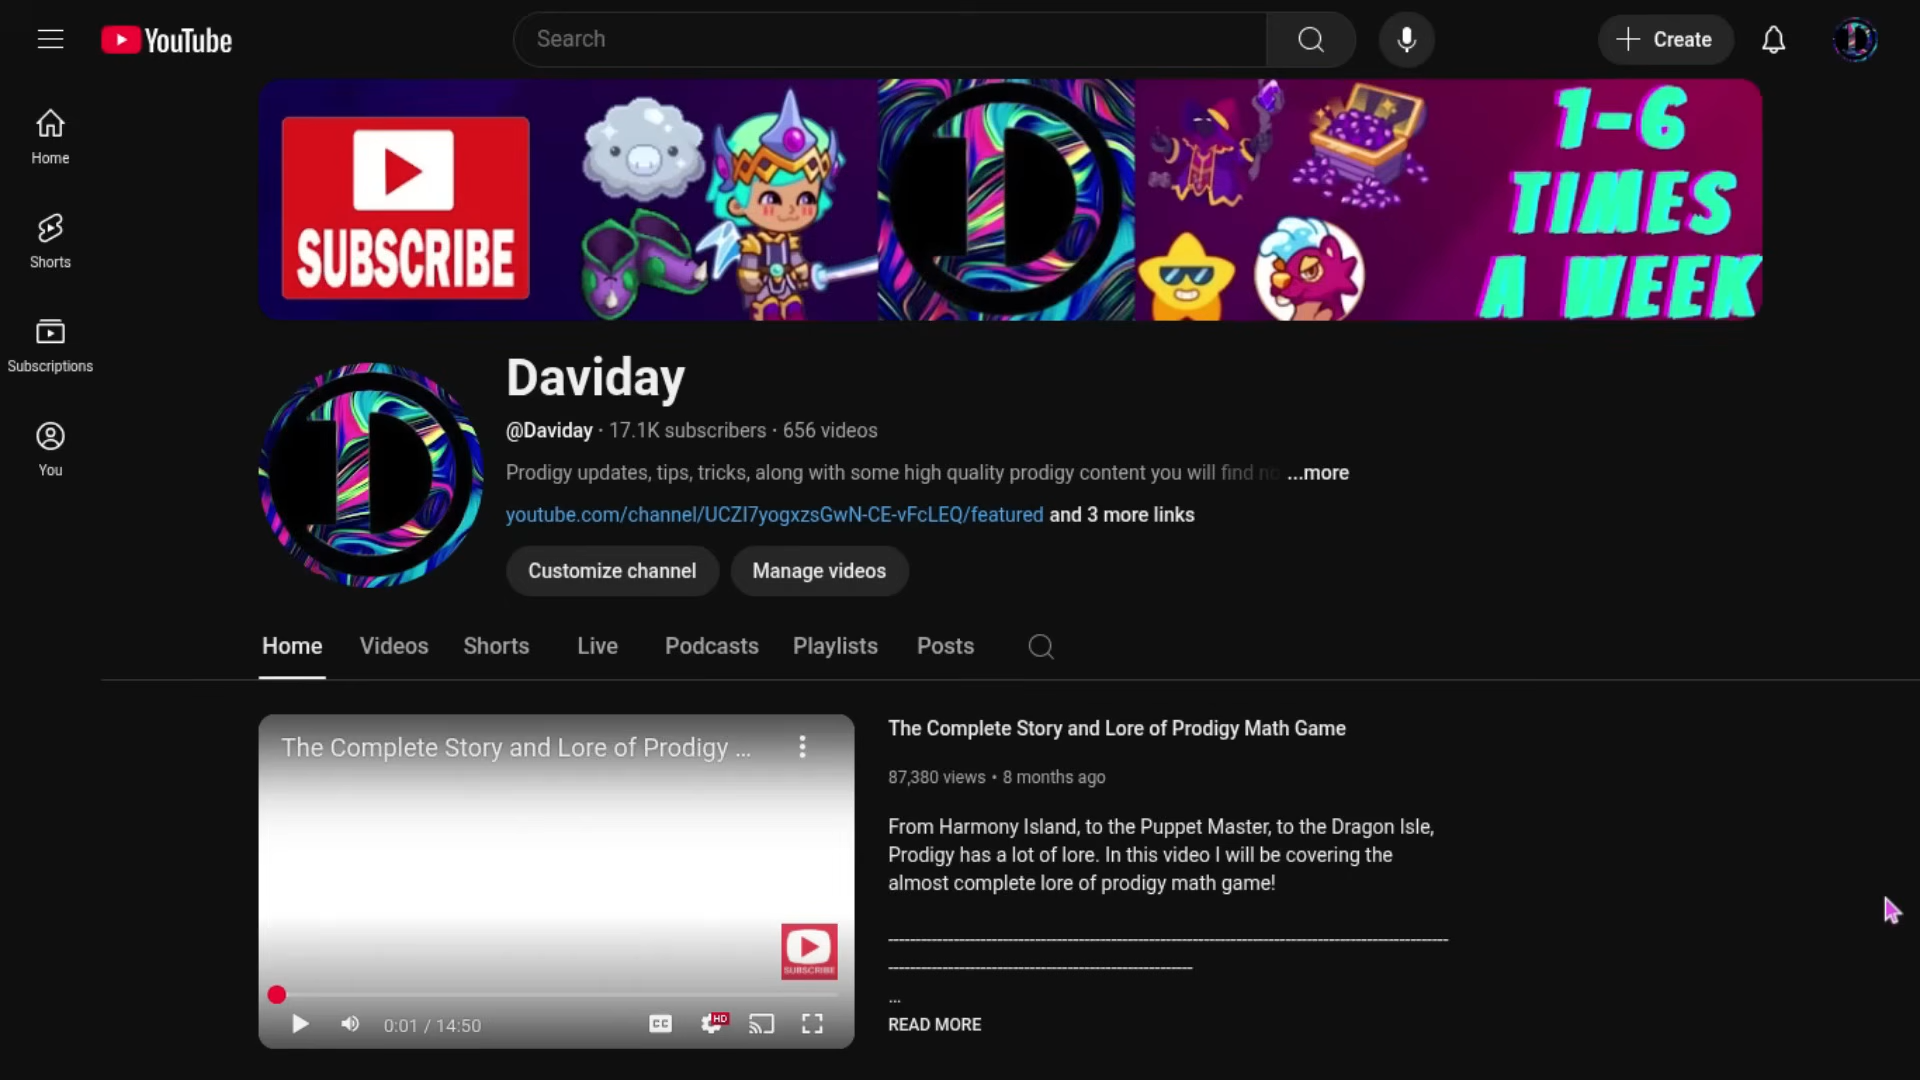 YouTube
Search
Create
Home
Shorts
Subscriptions
You
SUBSCRIBE
1-6
TIMES
A WEEK
Daviday
@Daviday · 17.1K subscribers · 656 videos
Prodigy updates, tips, tricks, along with some high quality prodigy content you will find no ...more
youtube.com/channel/UCZI7yogxzsGwN-CE-vFcLEQ/featured and 3 more links
Customize channel
Manage videos
Home
Videos
Shorts
Live
Podcasts
Playlists
Posts
The Complete Story and Lore of Prodigy ...
SUBSCRIBE
0:01 / 14:50
CC
HD
The Complete Story and Lore of Prodigy Math Game
87,380 views • 8 months ago
From Harmony Island, to the Puppet Master, to the Dragon Isle,
Prodigy has a lot of lore. In this video I will be covering the
almost complete lore of prodigy math game!
...
READ MORE